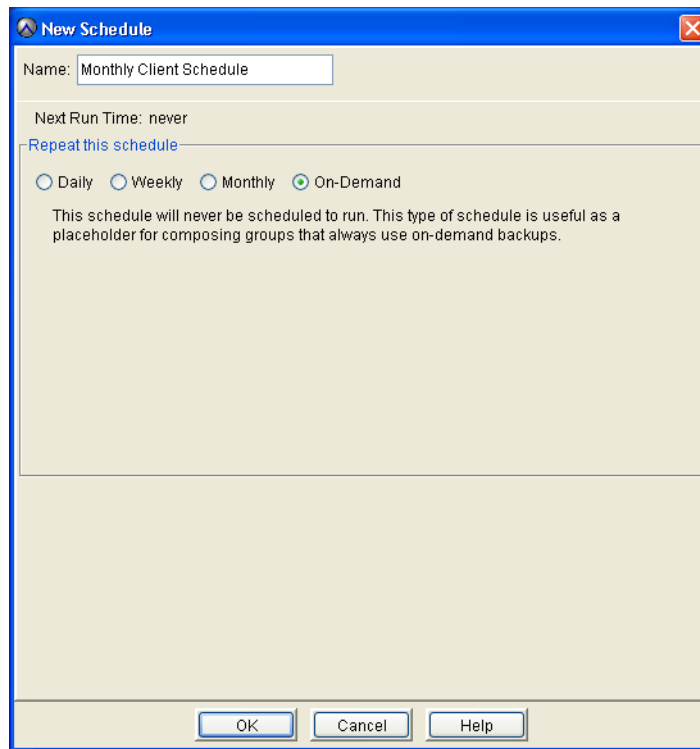 New Schedule
Name: Monthly Client Schedule
Next Run Time: never
Repeat this schedule
Daily Weekly Monthly On-Demand
This schedule will never be scheduled to run. This type of schedule is useful as a
placeholder for composing groups that always use on-demand backups.
OK Cancel Help